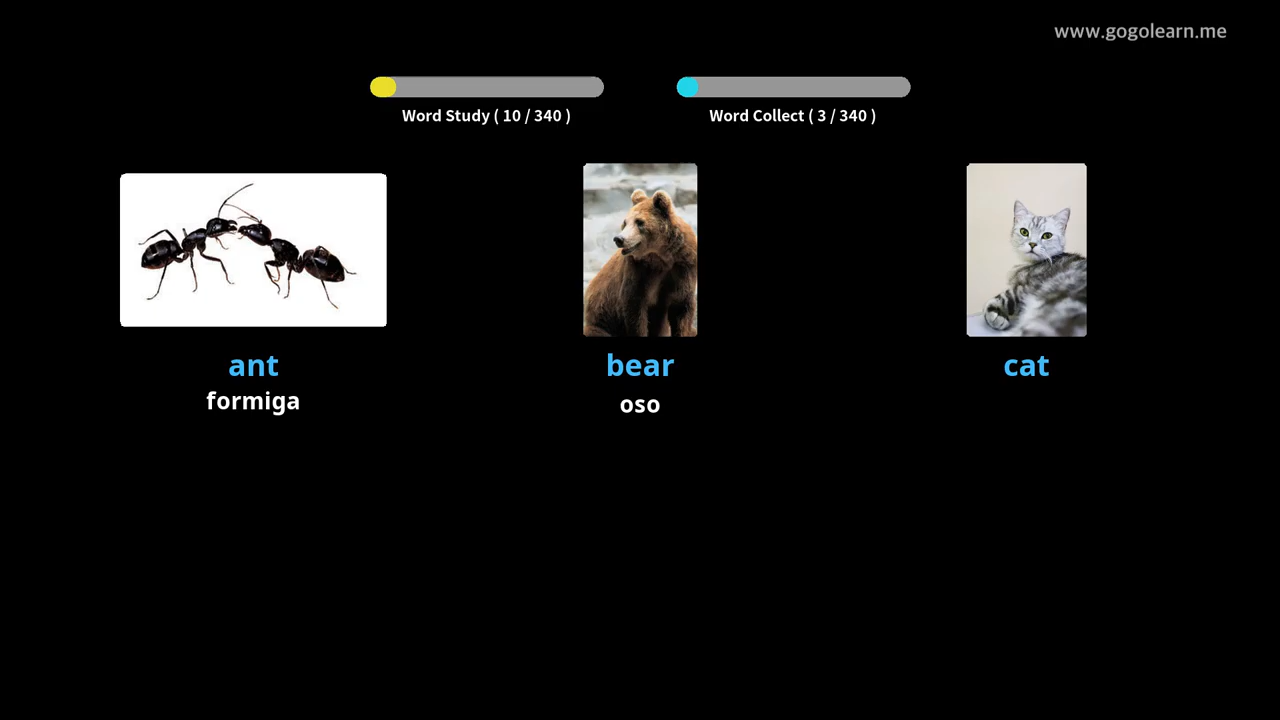 www.gogolearn.me
Word Study ( 10 / 340 )
Word Collect ( 3 / 340 )
ant
bear
cat
formiga
oso